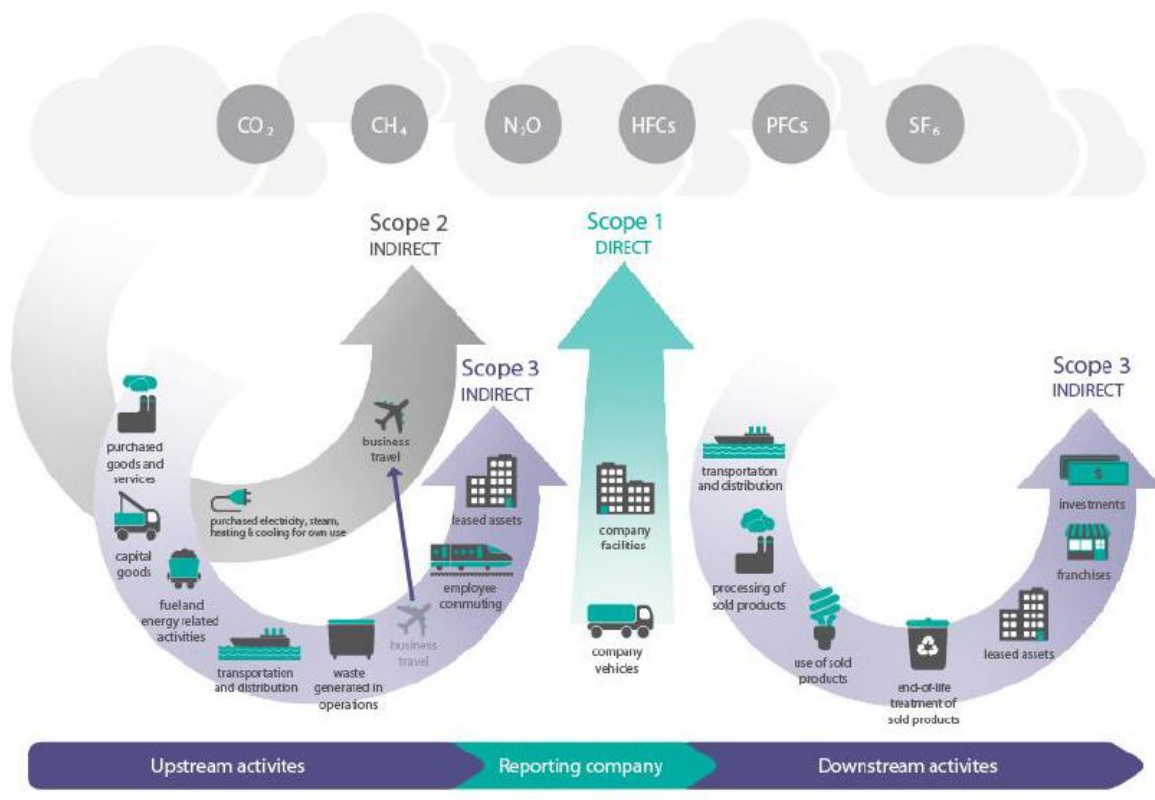 CO₂
CH₄
N₂O
HFCs
PFCs
SF₆
Scope 2
INDIRECT
Scope 1
DIRECT
Scope 3
INDIRECT
Scope 3
INDIRECT
purchased
goods and
services
capital
goods
fuel and
energy related
activities
purchased electricity, steam,
heating & cooling for own use
transportation
and distribution
waste
generated in
operations
business
travel
business
travel
employee
commuting
leased assets
company
facilities
company
vehicles
transportation
and distribution
processing of
sold products
use of sold
products
end-of-life
treatment of
sold products
leased assets
franchises
investments
$
Upstream activites
Reporting company
Downstream activites